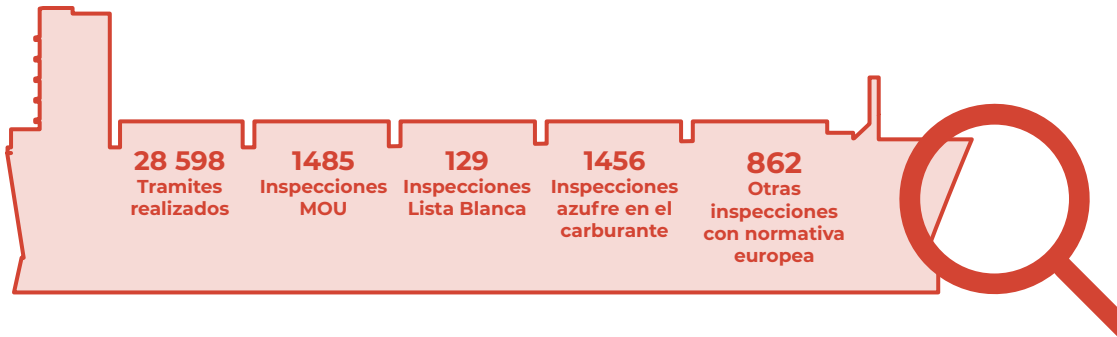 28 598
Tramites
realizados
1485
Inspecciones
MOU
129
Inspecciones
Lista Blanca
1456
Inspecciones
azufre en el
carburante
862
Otras
inspecciones
con normativa
europea